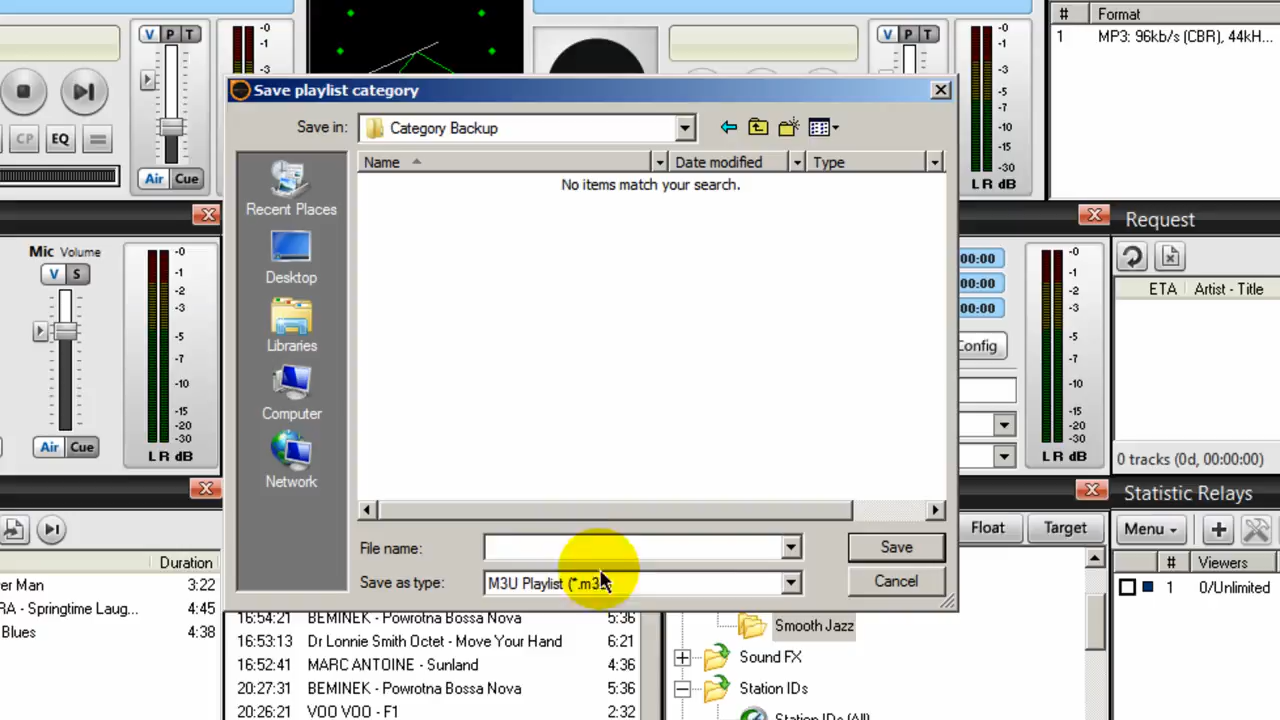 # Format
1 MP3: 96kb/s (CBR), 44kH...
V P T
-0
-1
-3
CP EQ
Air Cue
V P T
-0
-1
-3
-5
-7
-10
-15
-30
L R dB
Save playlist category
Save in: Category Backup
Name Date modified Type
No items match your search.
Recent Places
Desktop
Libraries
Computer
Network
File name:
Save
Save as type: M3U Playlist (*.m3
Cancel
Mic Volume
V S
-0
-1
-2
-3
-5
-7
-10
-15
-20
-30
L R dB
Air Cue
00:00
00:00
00:00
Config
-0
-1
-2
-3
-5
-7
-10
-15
-20
-30
L R dB
Request
ETA Artist - Title
0 tracks (0d, 00:00:00)
Duration
er Man 3:22
RA - Springtime Laug... 4:45
Blues 4:38
16:54:21 BEMINEK - Powrotna Bossa Nova 5:36
16:53:13 Dr Lonnie Smith Octet - Move Your Hand 6:21
16:52:41 MARC ANTOINE - Sunland 4:36
20:27:31 BEMINEK - Powrotna Bossa Nova 5:36
20:26:21 VOO VOO - F1 2:32
Float Target
Smooth Jazz
Sound FX
Station IDs
Station IDs (All)
Statistic Relays
Menu
# Viewers
1 0/Unlimited